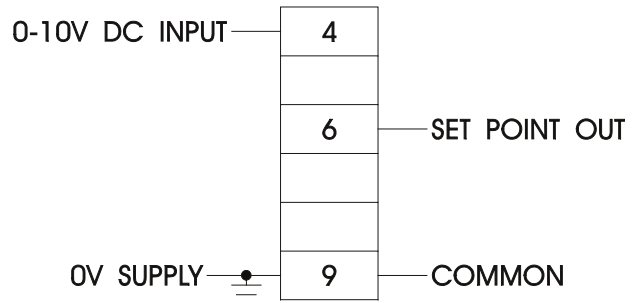 0-10V DC INPUT 4
6 SET POINT OUT
0V SUPPLY 9 COMMON